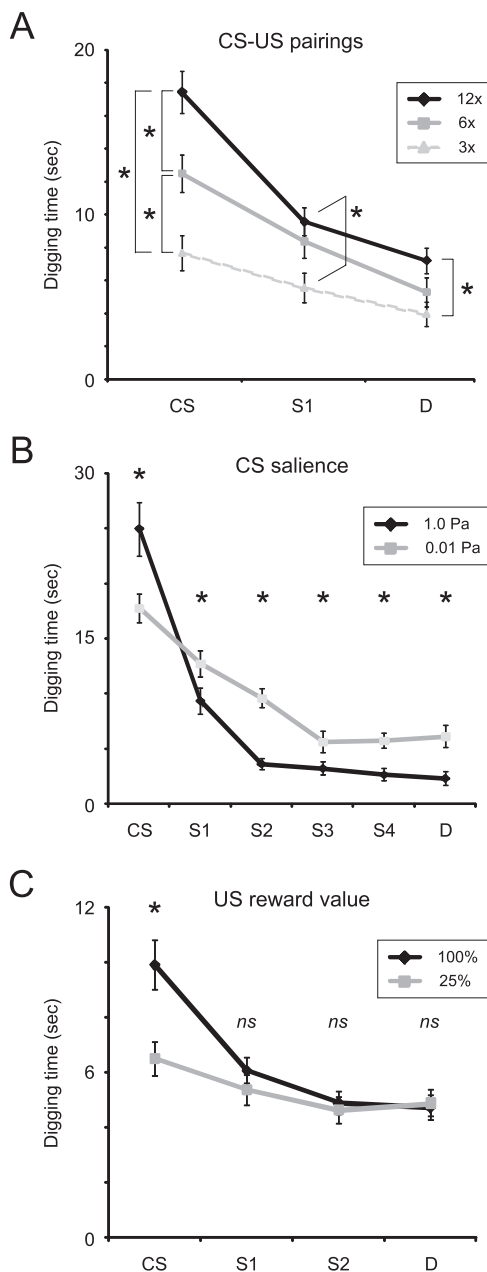 A
CS-US pairings
20
10
0
Digging time (sec)
12x
6x
3x
*
*
*
*
*
CS S1 D
B
CS salience
30
15
0
Digging time (sec)
1.0 Pa
0.01 Pa
*
* * * * *
CS S1 S2 S3 S4 D
C
US reward value
12
6
0
Digging time (sec)
100%
25%
*
ns ns ns
CS S1 S2 D